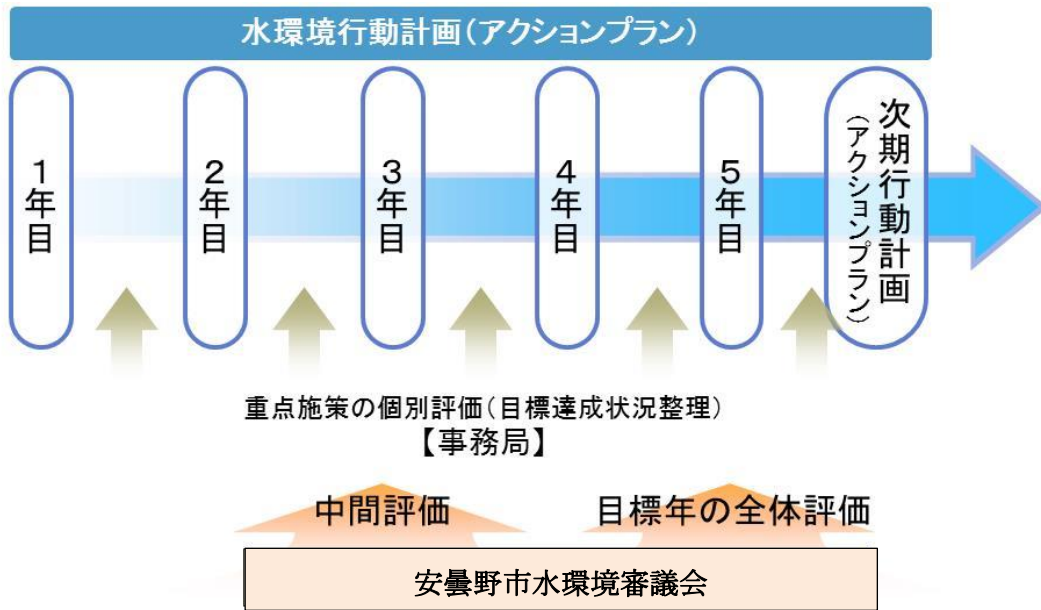 水環境行動計画(アクションプラン)
1年目
2年目
3年目
4年目
5年目
次期行動計画
(アクションプラン)
重点施策の個別評価(目標達成状況整理)
【事務局】
中間評価
目標年の全体評価
安曇野市水環境審議会